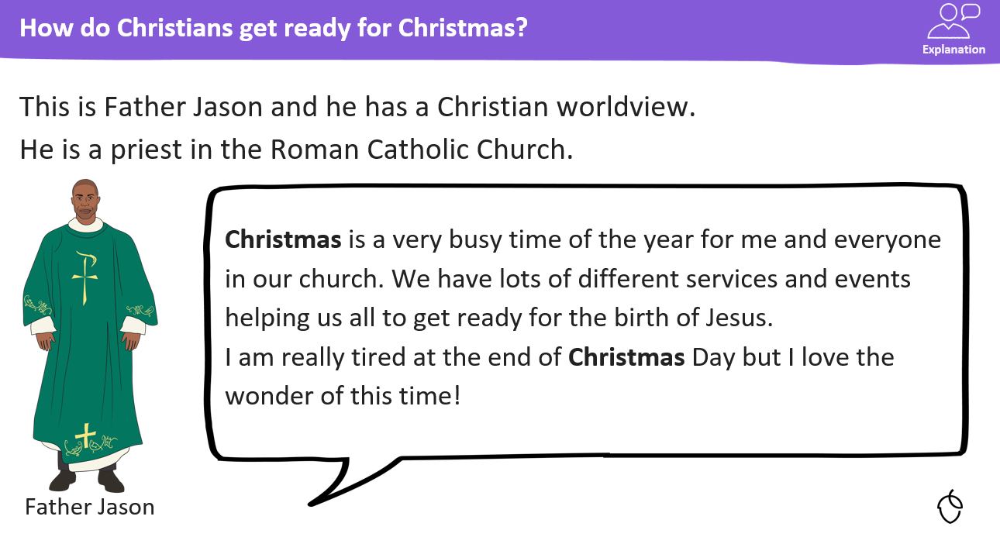 How do Christians get ready for Christmas?
Explanation
This is Father Jason and he has a Christian worldview.
He is a priest in the Roman Catholic Church.
Christmas is a very busy time of the year for me and everyone
in our church. We have lots of different services and events
helping us all to get ready for the birth of Jesus.
I am really tired at the end of Christmas Day but I love the
wonder of this time!
Father Jason